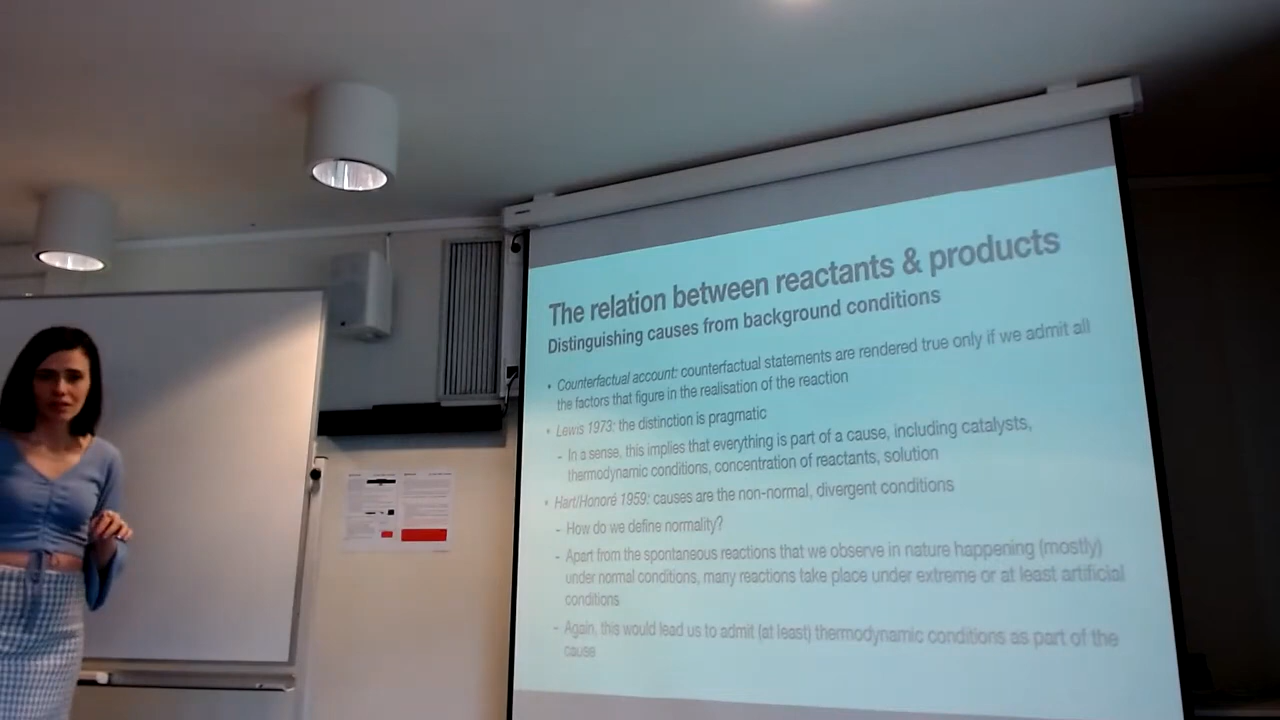 The relation between reactants & products
Distinguishing causes from background conditions
• Counterfactual account: counterfactual statements are rendered true only if we admit all
the factors that figure in the realisation of the reaction
• Lewis 1973: the distinction is pragmatic
– In a sense, this implies that everything is part of a cause, including catalysts,
thermodynamic conditions, concentration of reactants, solution
• Hart/Honoré 1959: causes are the non-normal, divergent conditions
– How do we define normality?
– Apart from the spontaneous reactions that we observe in nature happening (mostly)
under normal conditions, many reactions take place under extreme or at least artificial
conditions
– Again, this would lead us to admit (at least) thermodynamic conditions as part of the
cause